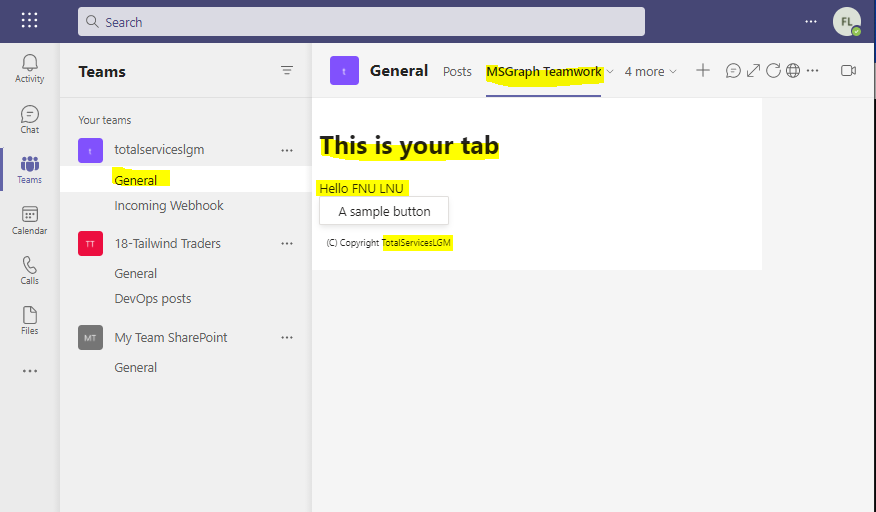 Search
FL
Activity
Chat
Teams
Calendar
Calls
Files
Teams
Your teams
t totalserviceslgm
General
Incoming Webhook
TT 18-Tailwind Traders
General
DevOps posts
MT My Team SharePoint
General
t General Posts MSGraph Teamwork 4 more
This is your tab
Hello FNU LNU
A sample button
(C) Copyright TotalServicesLGM